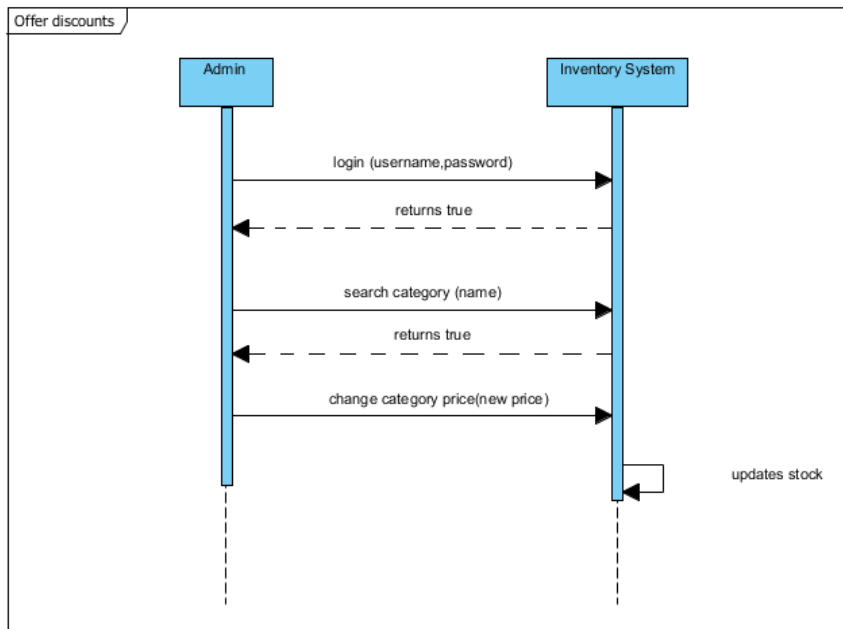 Offer discounts
Admin
Inventory System
login (username,password)
returns true
search category (name)
returns true
change category price(new price)
updates stock